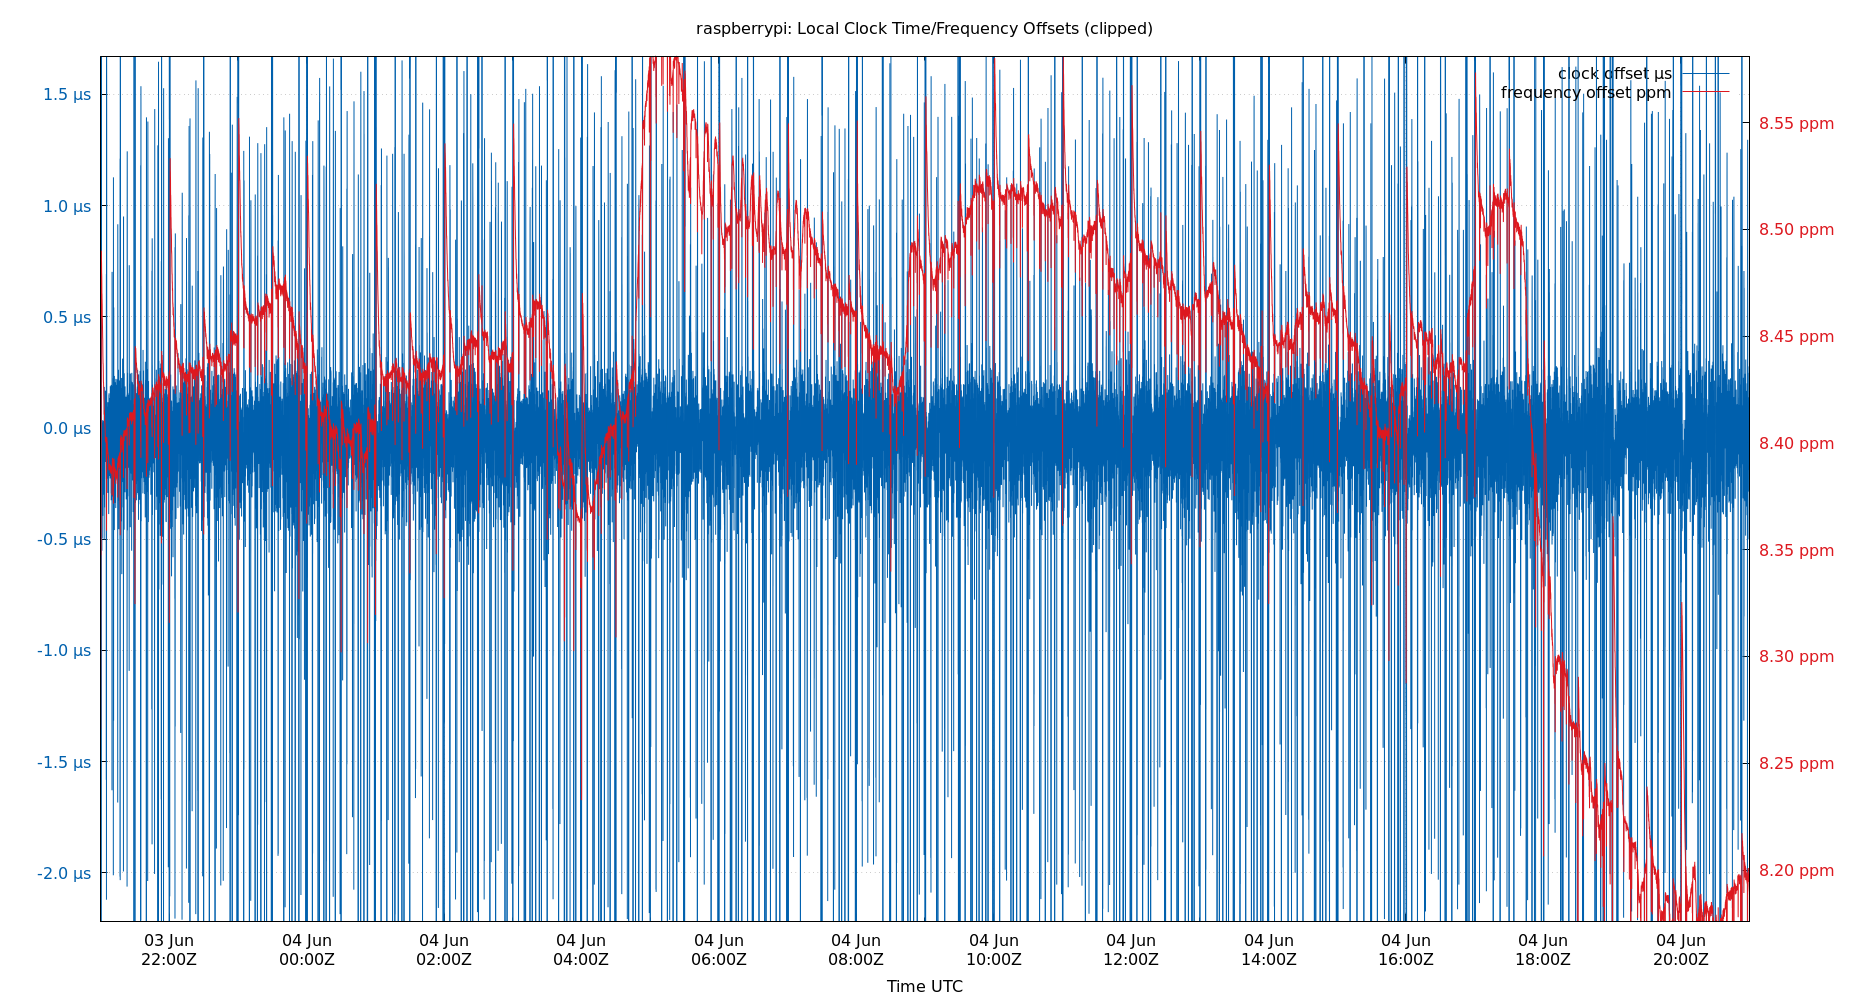 raspberrypi: Local Clock Time/Frequency Offsets (clipped)
clock offset µs
frequency offset ppm
1.5 µs
1.0 µs
0.5 µs
0.0 µs
-0.5 µs
-1.0 µs
-1.5 µs
-2.0 µs
8.55 ppm
8.50 ppm
8.45 ppm
8.40 ppm
8.35 ppm
8.30 ppm
8.25 ppm
8.20 ppm
03 Jun 04 Jun 04 Jun 04 Jun 04 Jun 04 Jun 04 Jun 04 Jun 04 Jun 04 Jun 04 Jun 04 Jun
22:00Z 00:00Z 02:00Z 04:00Z 06:00Z 08:00Z 10:00Z 12:00Z 14:00Z 16:00Z 18:00Z 20:00Z
Time UTC